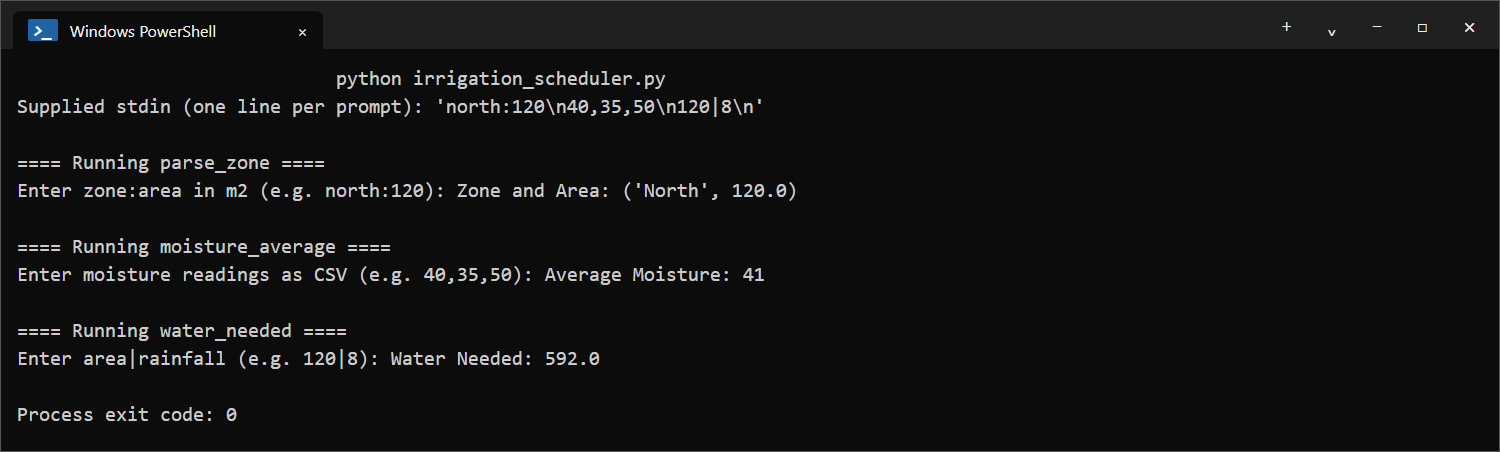 Windows PowerShell
python irrigation_scheduler.py
Supplied stdin (one line per prompt): 'north:120\n40,35,50\n120|8\n'
==== Running parse_zone ====
Enter zone:area in m2 (e.g. north:120): Zone and Area: ('North', 120.0)
==== Running moisture_average ====
Enter moisture readings as CSV (e.g. 40,35,50): Average Moisture: 41
==== Running water_needed ====
Enter area|rainfall (e.g. 120|8): Water Needed: 592.0
Process exit code: 0